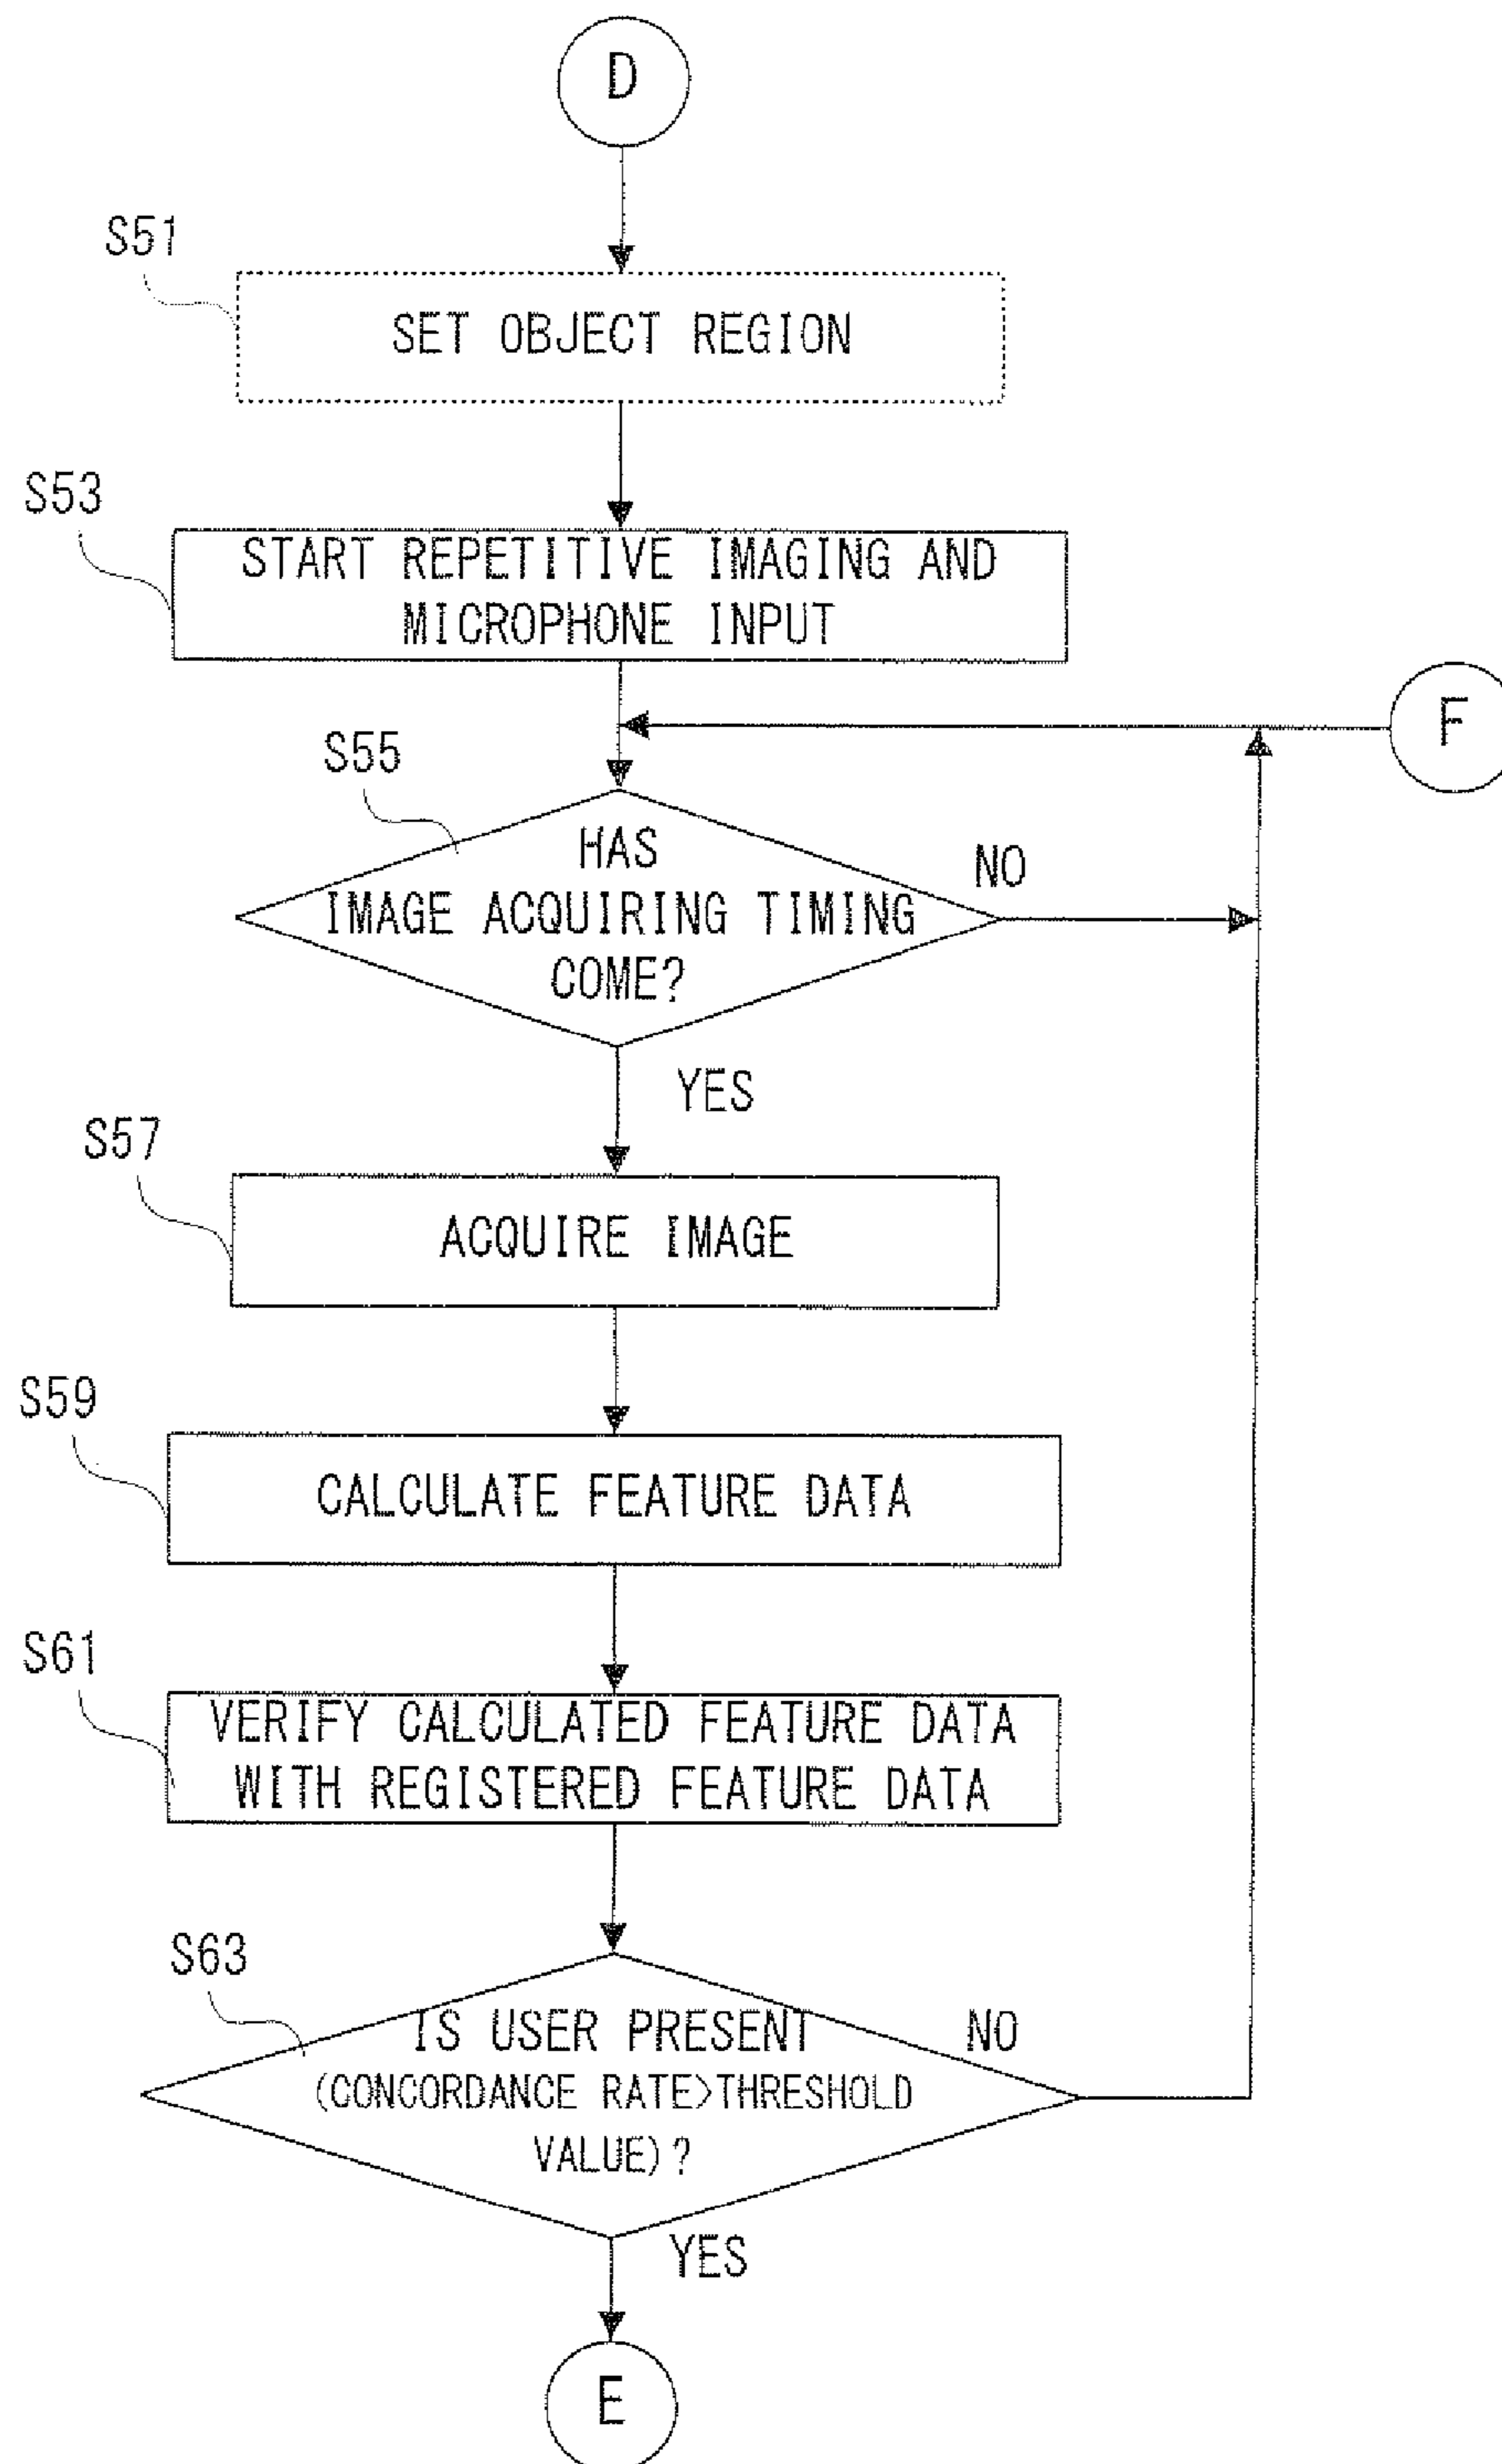 D
S51
SET OBJECT REGION
S53
START REPETITIVE IMAGING AND
MICROPHONE INPUT
F
S55
HAS
IMAGE ACQUIRING TIMING
COME?
NO
YES
S57
ACQUIRE IMAGE
S59
CALCULATE FEATURE DATA
S61
VERIFY CALCULATED FEATURE DATA
WITH REGISTERED FEATURE DATA
S63
IS USER PRESENT
(CONCORDANCE RATE>THRESHOLD
VALUE)?
NO
YES
E